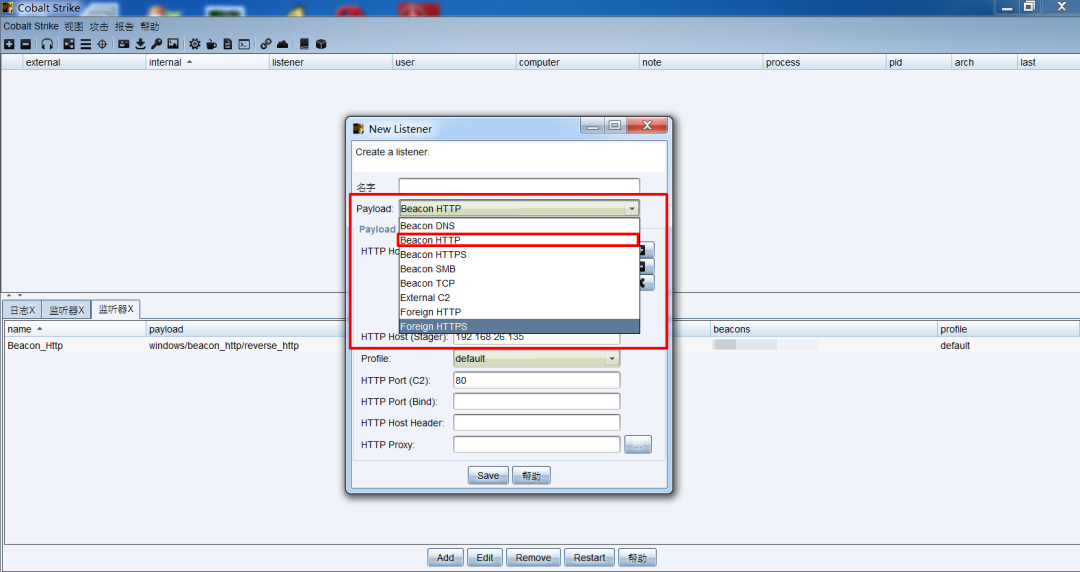 Cobalt Strike
Cobalt Strike 视图 攻击 报告 帮助
external internal listener user computer note process pid arch last
New Listener
Create a listener.
名字
Payload: Beacon HTTP
Payload
Beacon DNS
Beacon HTTP
HTTP Ho
Beacon HTTPS
Beacon SMB
Beacon TCP
External C2
Foreign HTTP
Foreign HTTPS
HTTP Host (Stager): 192.168.26.135
Profile: default
HTTP Port (C2): 80
HTTP Port (Bind):
HTTP Host Header:
HTTP Proxy: ...
Save 帮助
日志X 监听器X 监听器X
name payload beacons profile
Beacon_Http windows/beacon_http/reverse_http default
Add Edit Remove Restart 帮助